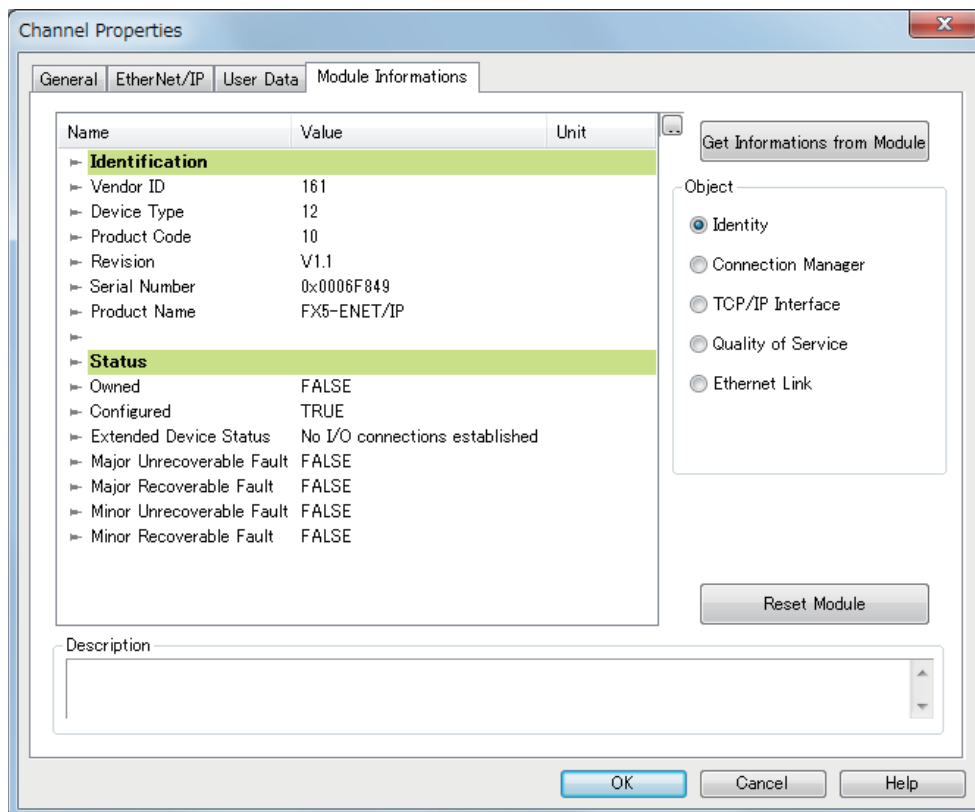 Channel Properties
General EtherNet/IP User Data Module Informations
Name Value Unit
..
Get Informations from Module
Identification
Vendor ID 161
Device Type 12
Product Code 10
Revision V1.1
Serial Number 0x0006F849
Product Name FX5-ENET/IP
Status
Owned FALSE
Configured TRUE
Extended Device Status No I/O connections established
Major Unrecoverable Fault FALSE
Major Recoverable Fault FALSE
Minor Unrecoverable Fault FALSE
Minor Recoverable Fault FALSE
Object
Identity
Connection Manager
TCP/IP Interface
Quality of Service
Ethernet Link
Reset Module
Description
OK Cancel Help